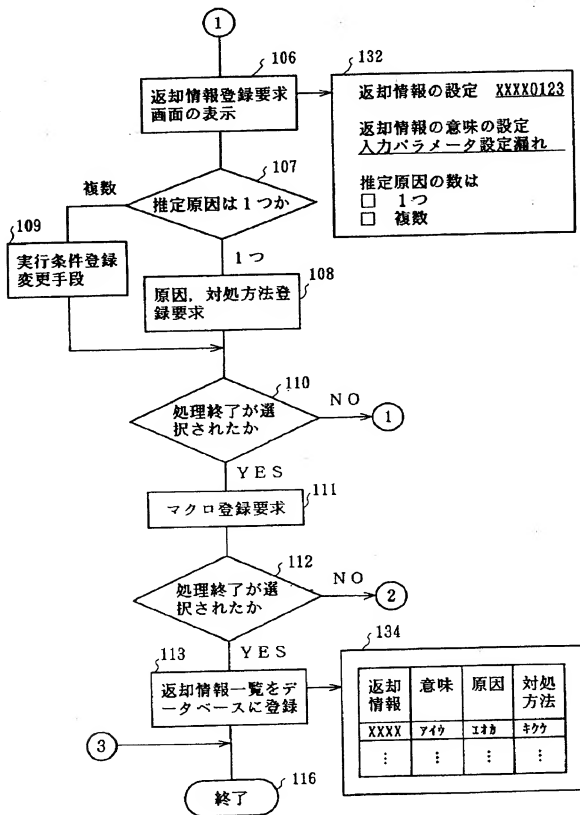 1
106
返却情報登録要求
画面の表示
132
返却情報の設定 XXXX0123
返却情報の意味の設定
入力パラメータ設定漏れ
推定原因の数は
□ 1つ
□ 複数
107
推定原因は1つか
複数
109
実行条件登録
変更手段
1つ
108
原因,対処方法登
録要求
110
処理終了が選
択されたか
NO
1
YES
111
マクロ登録要求
112
処理終了が選
択されたか
NO
2
YES
113
返却情報一覧をデ
ータベースに登録
134
返却
情報
意味
原因
対処
方法
XXXX アイウ エオカ キクケ
⋮ ⋮ ⋮ ⋮
3
116
終了